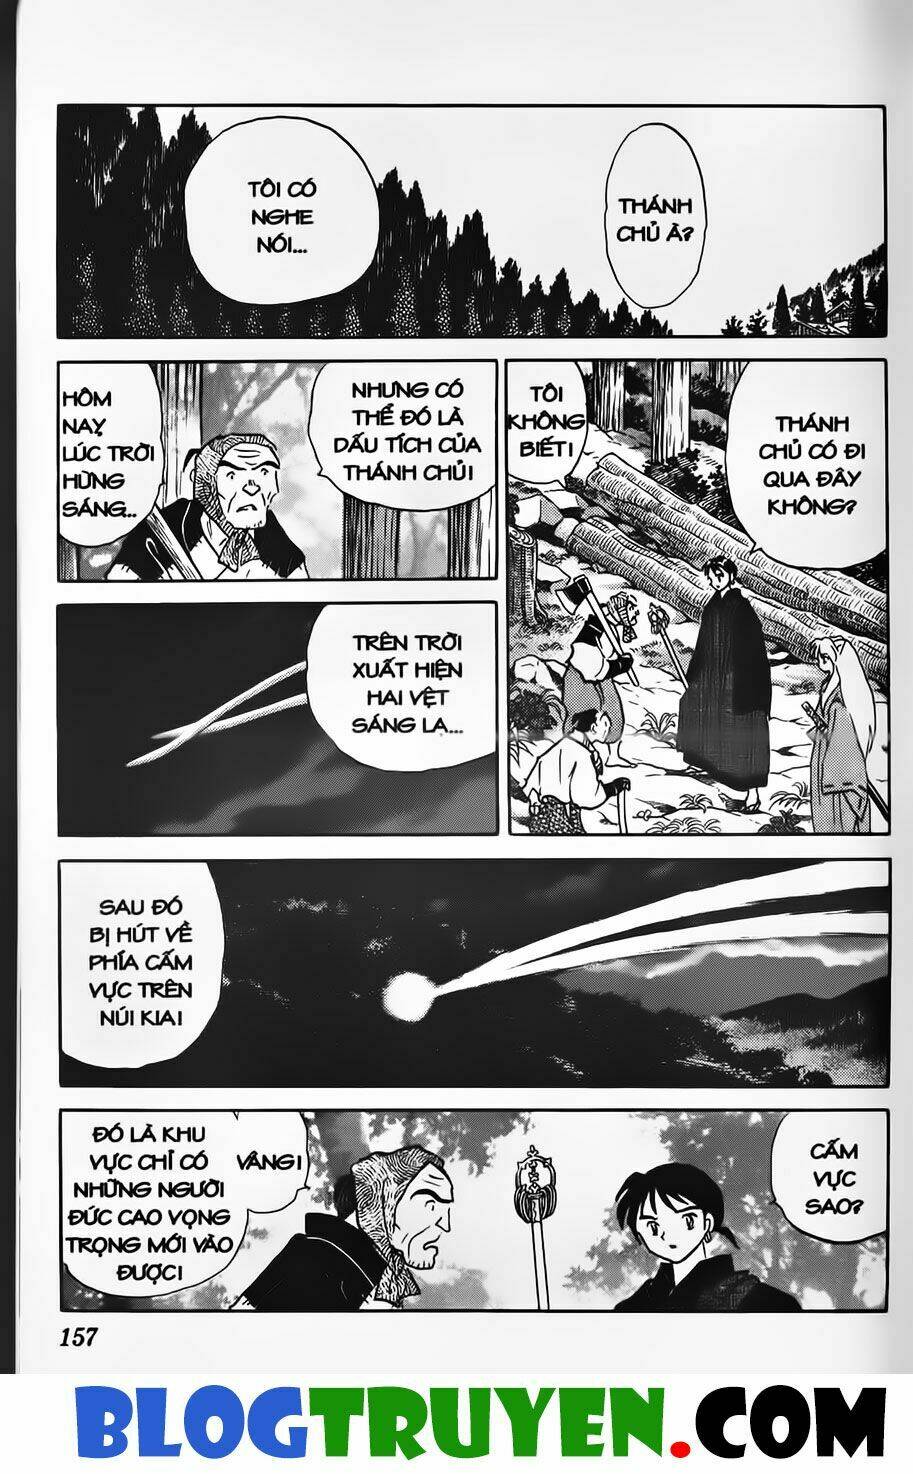 THÁNH
CHỦ À?
TÔI CÓ
NGHE
NÓI...
THÁNH
CHỦ CÓ ĐI
QUA ĐÂY
KHÔNG?
TÔI
KHÔNG
BIẾT!
NHƯNG CÓ
THỂ ĐÓ LÀ
DẤU TÍCH CỦA
THÁNH CHỦ!
HÔM
NAY,
LÚC TRỜI
HỪNG
SÁNG...
TRÊN TRỜI
XUẤT HIỆN
HAI VỆT
SÁNG LẠ...
SAU ĐÓ
BỊ HÚT VỀ
PHÍA CẤM
VỰC TRÊN
NÚI KIA!
CẤM
VỰC
SAO?
VÂNG!
ĐÓ LÀ KHU
VỰC CHỈ CÓ
NHỮNG NGƯỜI
ĐỨC CAO VỌNG
TRỌNG MỚI VÀO
ĐƯỢC!
157
BLOGTRUYEN.COM